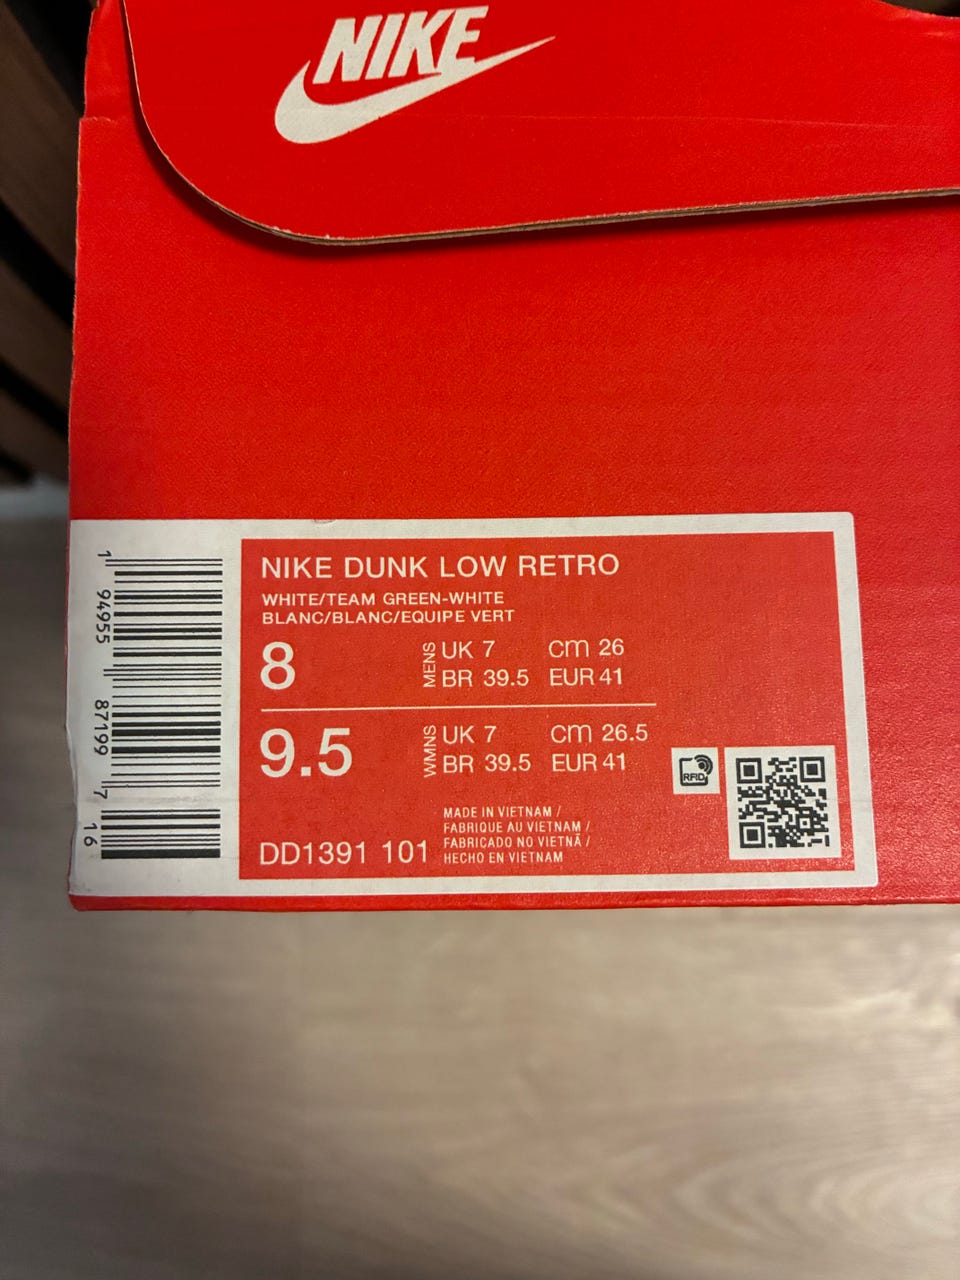 NIKE
NIKE DUNK LOW RETRO
WHITE/TEAM GREEN-WHITE
BLANC/BLANC/EQUIPE VERT
8
MENS
UK 7 cm 26
BR 39.5 EUR 41
9.5
WMNS
UK 7 cm 26.5
BR 39.5 EUR 41
RFID
MADE IN VIETNAM /
FABRIQUE AU VIETNAM /
FABRICADO NO VIETNÃ /
HECHO EN VIETNAM
DD1391 101
1 94955 87199 7 16